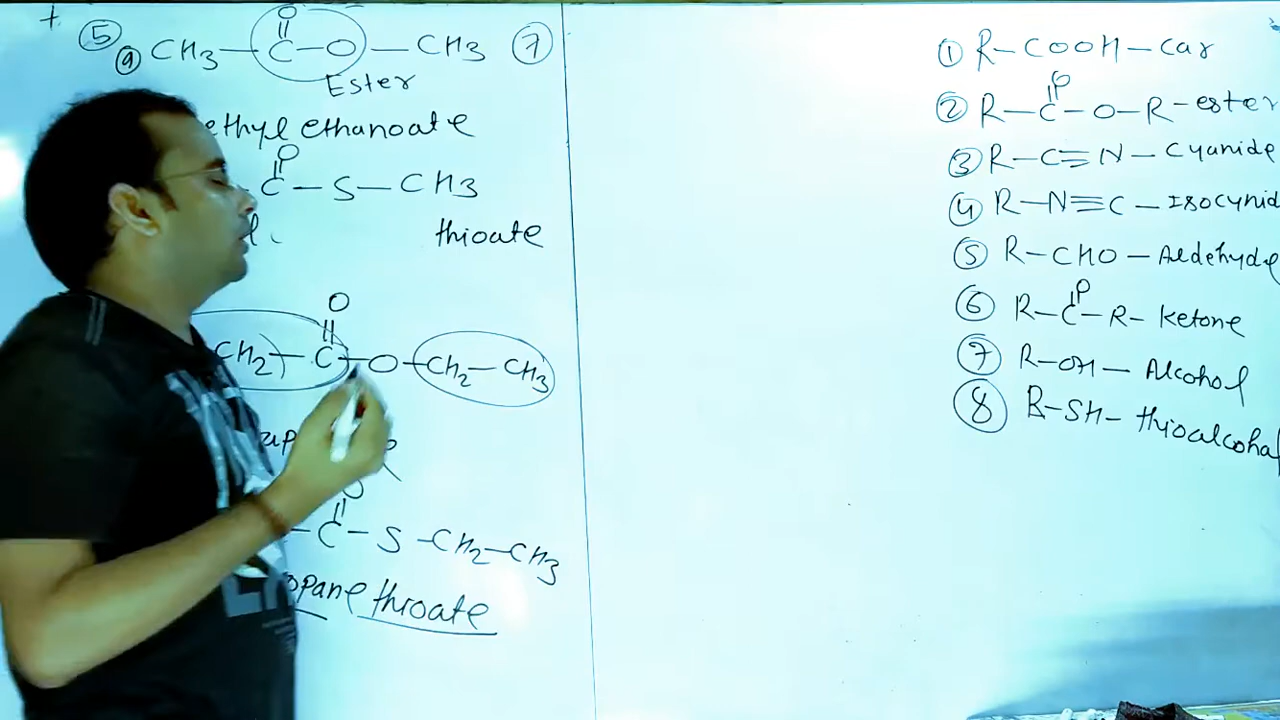 ⑤
ⓐ CH3—C—O—CH3 ⑦
O
||
Ester
ethyl ethanoate
O
||
C—S—CH3
thioate
O
||
CH2)—C—O—CH2—CH3
O
||
C—S—CH2—CH3
opane thioate
① R—COOH—car
O
||
② R—C—O—R—ester
③ R—C≡N—Cyanide
④ R—N≡C—Isocynid
⑤ R—CHO—Aldehyde
O
||
⑥ R—C—R—ketone
⑦ R—OH—Alcohol
⑧ R—SH—thioalcohal